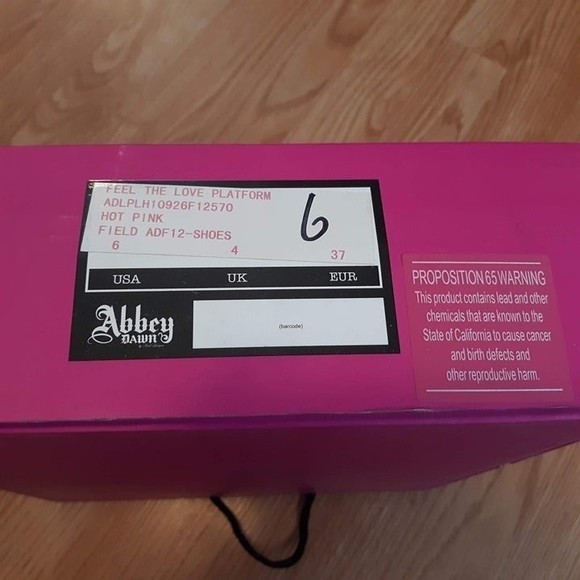 FEEL THE LOVE PLATFORM
ADLPLH10926F12570
HOT PINK
FIELD ADF12-SHOES
6 4 37
6
USA UK EUR
Abbey
DAWN
(barcode)
PROPOSITION 65 WARNING
This product contains lead and other
chemicals that are known to the
State of California to cause cancer
and birth defects and
other reproductive harm.